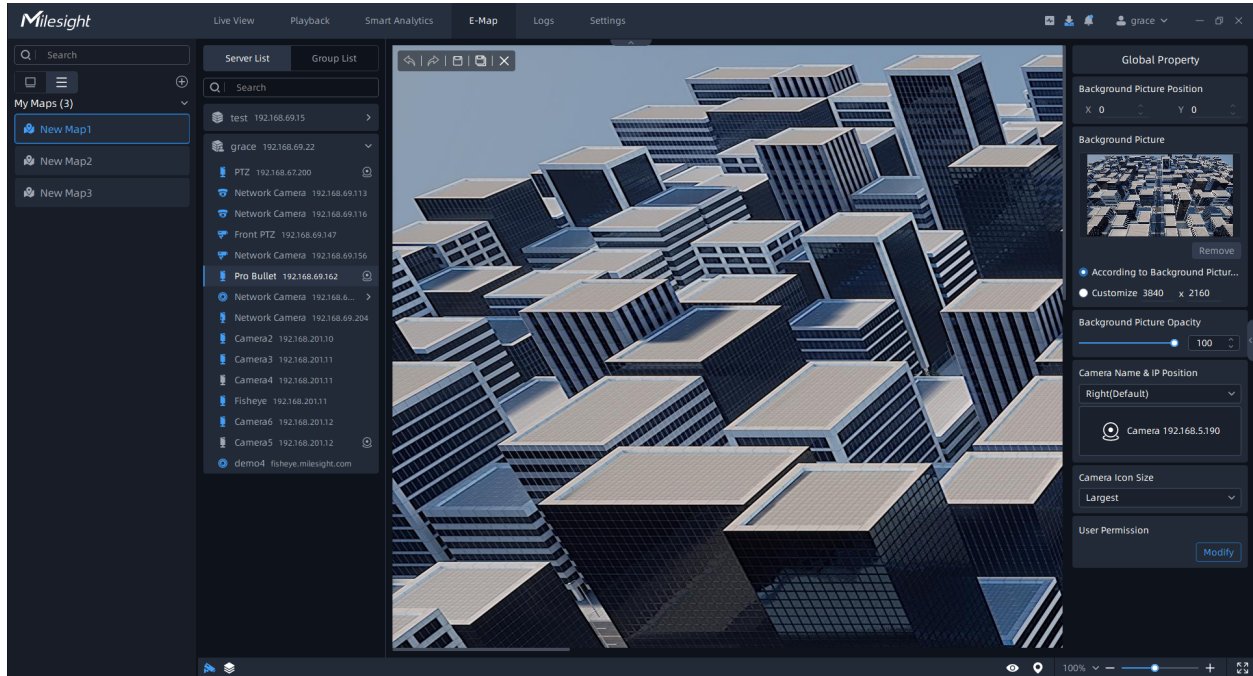 Milesight
Live View
Playback
Smart Analytics
E-Map
Logs
Settings
grace
Search
My Maps (3)
New Map1
New Map2
New Map3
Server List
Group List
Search
test 192.168.69.15
grace 192.168.69.22
PTZ 192.168.67.200
Network Camera 192.168.69.113
Network Camera 192.168.69.116
Front PTZ 192.168.69.147
Network Camera 192.168.69.156
Pro Bullet 192.168.69.162
Network Camera 192.168.6...
Network Camera 192.168.69.204
Camera2 192.168.201.10
Camera3 192.168.201.11
Camera4 192.168.201.11
Fisheye 192.168.201.11
Camera6 192.168.201.12
Camera5 192.168.201.12
demo4 fisheye.milesight.com
Global Property
Background Picture Position
X 0 Y 0
Background Picture
Remove
According to Background Pictur...
Customize 3840 x 2160
Background Picture Opacity
100
Camera Name & IP Position
Right(Default)
Camera 192.168.5.190
Camera Icon Size
Largest
User Permission
Modify
100%